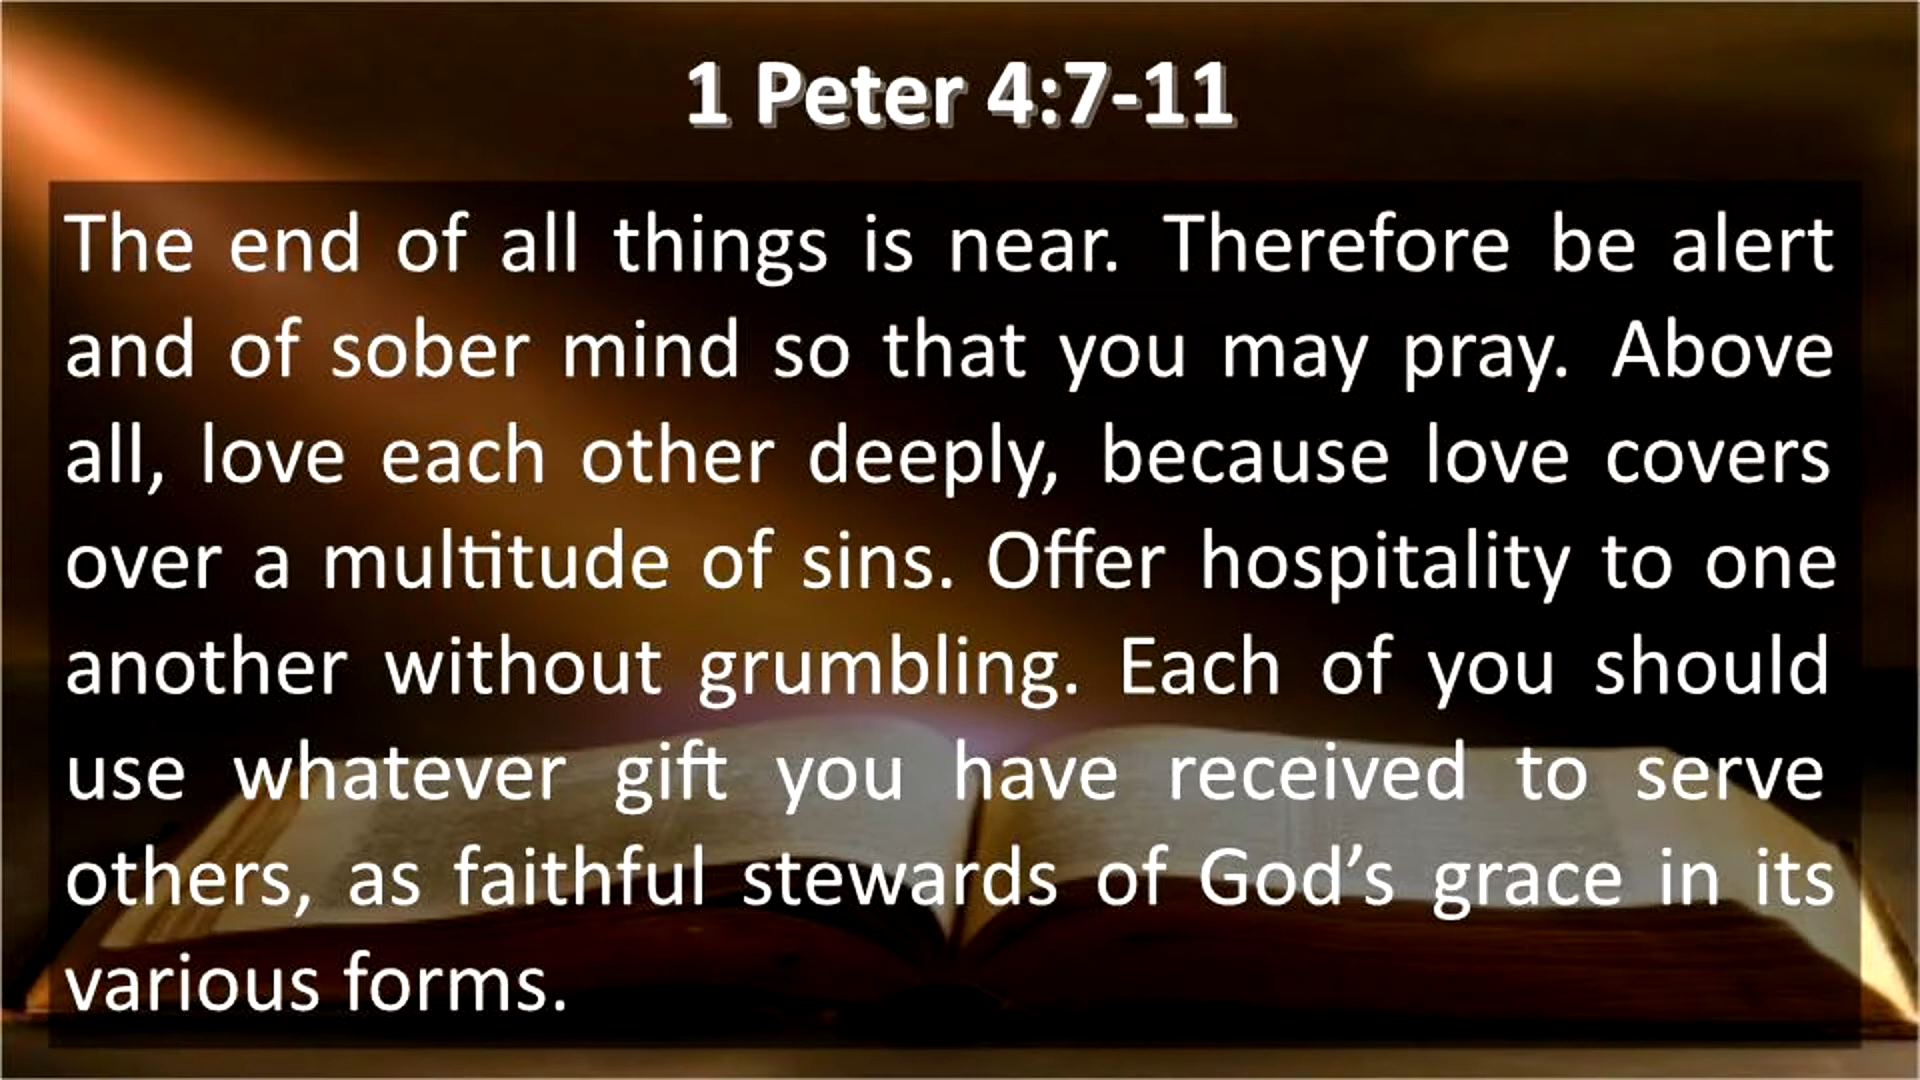 1 Peter 4:7-11
The end of all things is near. Therefore be alert
and of sober mind so that you may pray. Above
all, love each other deeply, because love covers
over a multitude of sins. Offer hospitality to one
another without grumbling. Each of you should
use whatever gift you have received to serve
others, as faithful stewards of God’s grace in its
various forms.